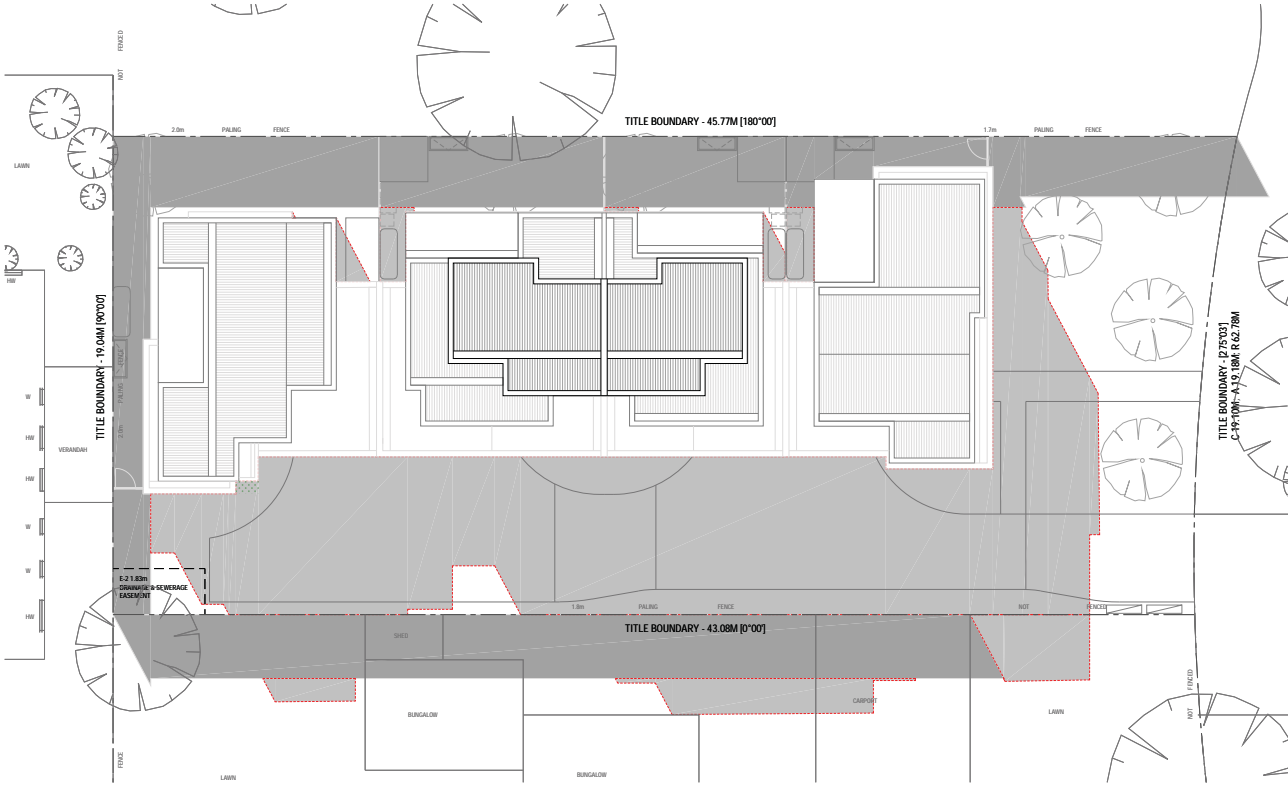 NOT
FENCED
2.0m
PALING
FENCE
TITLE BOUNDARY - 45.77M [180°00']
1.7m
PALING
FENCE
LAWN
HW
TITLE BOUNDARY - 19.04M [90°00']
2.0m
PALING
FENCE
W
HW
HW
W
W
HW
VERANDAH
TITLE BOUNDARY - [275°03']
C-19.10M; A-19.18M; R 62.78M
E-2 1.83m
DRAINAGE & SEWERAGE
EASEMENT
1.8m
PALING
FENCE
NOT
FENCED
TITLE BOUNDARY - 43.08M [0°00']
SHED
BUNGALOW
CARPORT
LAWN
NOT
FENCED
FENCE
LAWN
BUNGALOW